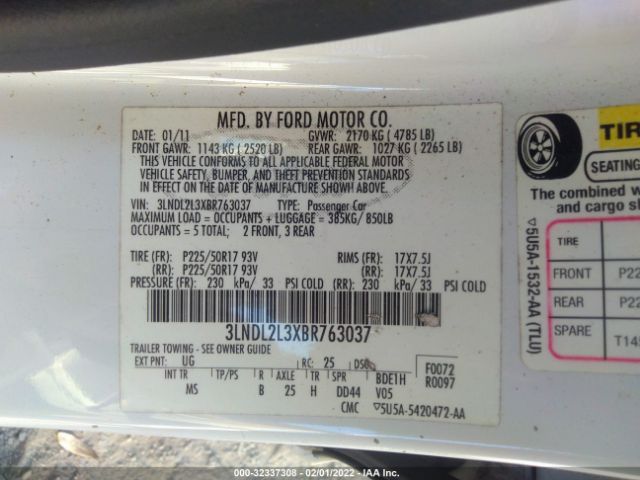 MFD. BY FORD MOTOR CO.
01/11 GVWR: 2170 KG ( 4785 LB)
FRONT GAWR: 1143 KG ( 2520 LB) REAR GAWR: 1027 KG ( 2265 LB)
THIS VEHICLE CONFORMS TO ALL APPLICABLE FEDERAL MOTOR
VEHICLE SAFETY, BUMPER, AND THEFT PREVENTION STANDARDS
IN EFFECT ON THE DATE OF MANUFACTURE SHOWN ABOVE.
VIN: 3LNDL2L3XBR763037 TYPE: Passenger Car
MAXIMUM LOAD = OCCUPANTS + LUGGAGE = 385KG/ 850LB
OCCUPANTS = 5 TOTAL; 2 FRONT, 3 REAR
TIRE (FR): P225/50R17 93V RIMS (FR): 17X7.5J
(RR): P225/50R17 93V (RR): 17X7.5J
PRESSURE (FR): 230 kPa/ 33 PSI COLD (RR) 230 kPa/ 33 PSI COLD
3LNDL2L3XBR763037
TRAILER TOWING - SEE OWNER GUIDE
EXT PNT: UG RC: 25 DSO: F0072
INT TR TP/PS R AXLE TR SPR BDE1H R0097
MS B 25 H DD44 V05
CMC ▽5U5A-5420472-AA
▽5U5A-1532-AA (TLU)
TIR
SEATING
The combined w
and cargo sh
TIRE
FRONT P22
REAR P22
SPARE T145
000-32337308 - 02/01/2022 - IAA Inc.